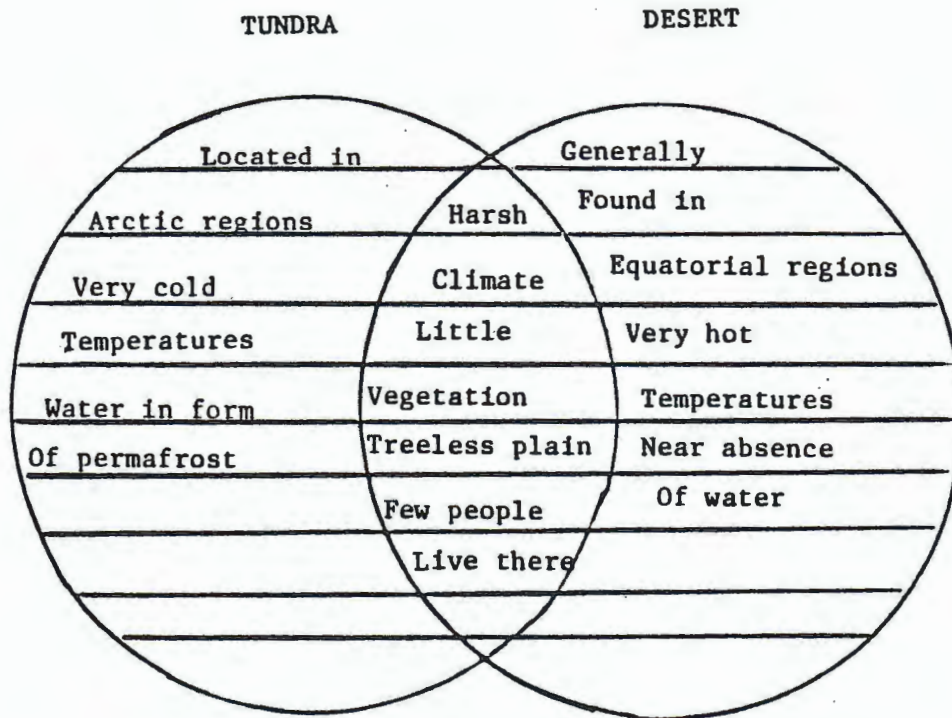 TUNDRA
DESERT
Located in
Arctic regions
Very cold
Temperatures
Water in form
Of permafrost
Harsh
Climate
Little
Vegetation
Treeless plain
Few people
Live there
Generally
Found in
Equatorial regions
Very hot
Temperatures
Near absence
Of water